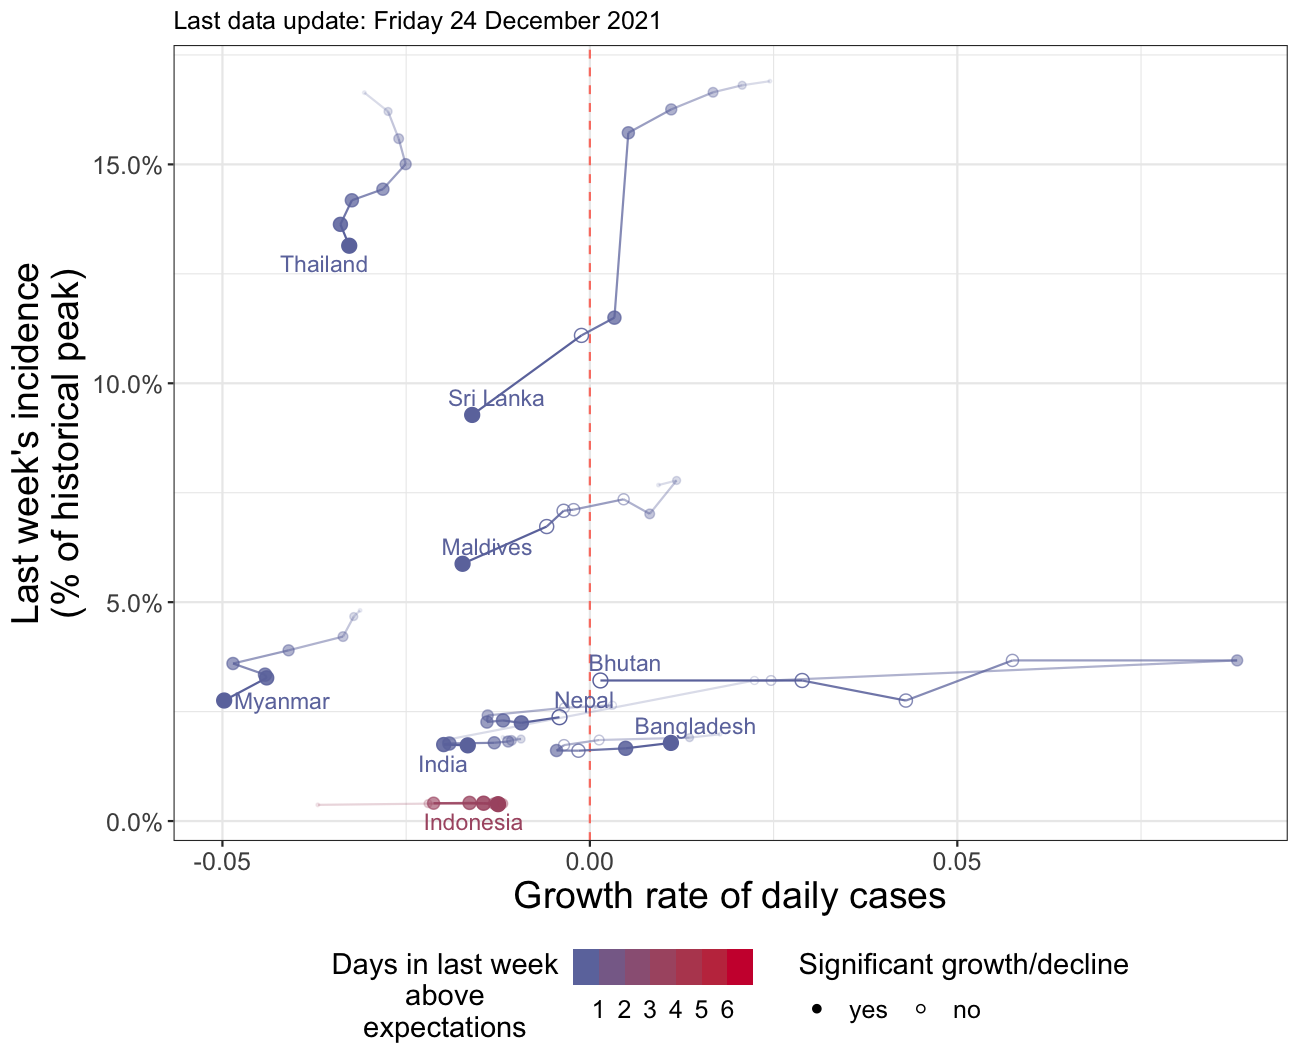 Last data update: Friday 24 December 2021
Last week's incidence
(% of historical peak)
15.0%
10.0%
5.0%
0.0%
Thailand
Sri Lanka
Maldives
Bhutan
Myanmar
Nepal
Bangladesh
India
Indonesia
-0.05
0.00
0.05
Growth rate of daily cases
Days in last week
above
expectations
1 2 3 4 5 6
Significant growth/decline
yes no